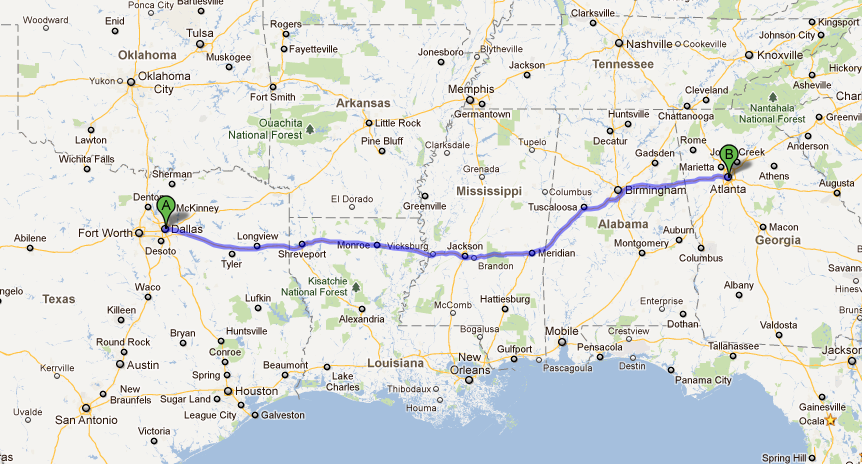 Ponca City
Bartlesville
Woodward
Enid
Tulsa
Rogers
Fayetteville
Muskogee
Oklahoma
Yukon
Oklahoma
City
Fort Smith
Lawton
Wichita Falls
Ouachita
National Forest
Arkansas
Little Rock
Pine Bluff
El Dorado
Jonesboro
Blytheville
Jackson
Memphis
Germantown
Clarksdale
Tupelo
Grenada
Greenville
Mississippi
Columbus
Clarksville
Nashville
Cookeville
Tennessee
Kingsport
Johnson City
Knoxville
Hickory
Asheville
Cleveland
Chattanooga
Nantahala
National Forest
Greenville
Huntsville
Decatur
Gadsden
Rome
Marietta
B
Anderson
Athens
Atlanta
Augusta
Birmingham
Tuscaloosa
Alabama
Montgomery
Auburn
Columbus
Macon
Georgia
Savannah
Albany
Enterprise
Dothan
Valdosta
Sherman
McKinney
A
Fort Worth
Dallas
Desoto
Abilene
Tyler
Longview
Shreveport
Monroe
Vicksburg
Jackson
Brandon
Meridian
Waco
Texas
Killeen
Lufkin
Kisatchie
National Forest
Alexandria
McComb
Hattiesburg
Bogalusa
Round Rock
Bryan
Huntsville
Conroe
Kerrville
Austin
Spring
Beaumont
Houston
Lake
Charles
Louisiana
New
Orleans
Gulfport
Mobile
Pascagoula
Pensacola
Crestview
Destin
Panama City
Tallahassee
Uvalde
New
Braunfels
San Antonio
Sugar Land
League City
Galveston
Victoria
Thibodaux
Houma
Gainesville
Ocala
Spring Hill